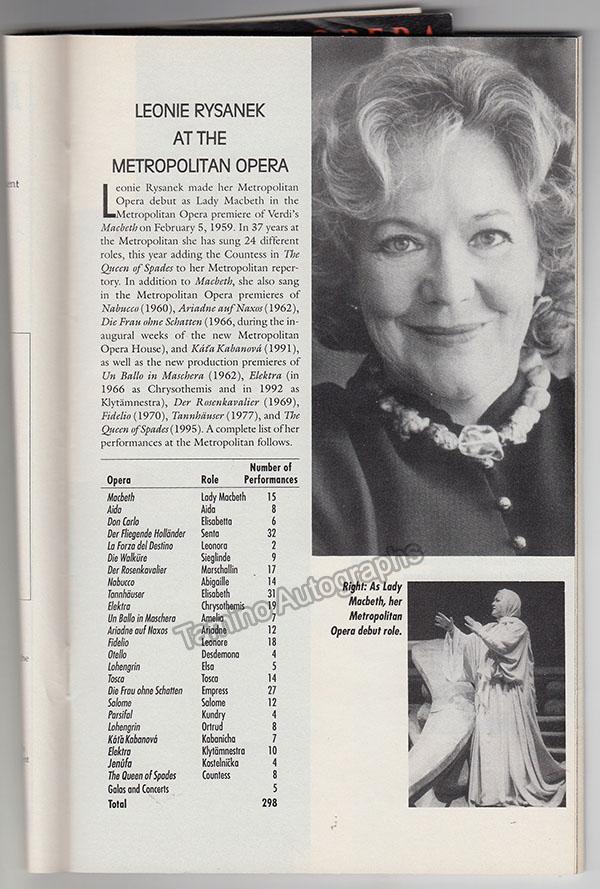 OPERA
LEONIE RYSANEK
AT THE
METROPOLITAN OPERA
Leonie Rysanek made her Metropolitan
Opera debut as Lady Macbeth in the
Metropolitan Opera premiere of Verdi's
Macbeth on February 5, 1959. In 37 years at
the Metropolitan she has sung 24 different
roles, this year adding the Countess in The
Queen of Spades to her Metropolitan reper-
tory. In addition to Macbeth, she also sang
in the Metropolitan Opera premieres of
Nabucco (1960), Ariadne auf Naxos (1962),
Die Frau ohne Schatten (1966, during the in-
augural weeks of the new Metropolitan
Opera House), and Káťa Kabanová (1991),
as well as the new production premieres of
Un Ballo in Maschera (1962), Elektra (in
1966 as Chrysothemis and in 1992 as
Klytämnestra), Der Rosenkavalier (1969),
Fidelio (1970), Tannhäuser (1977), and The
Queen of Spades (1995). A complete list of her
performances at the Metropolitan follows.
Number of
Opera Role Performances
Macbeth Lady Macbeth 15
Aida Aida 8
Don Carlo Elisabetta 6
Der Fliegende Holländer Senta 32
La Forza del Destino Leonora 2
Die Walküre Sieglinde 9
Der Rosenkavalier Marschallin 17
Nabucco Abigaille 14
Tannhäuser Elisabeth 31
Elektra Chrysothemis 19
Un Ballo in Maschera Amelia 7
Ariadne auf Naxos Ariadne 12
Fidelio Leonore 18
Otello Desdemona 4
Lohengrin Elsa 5
Tosca Tosca 14
Die Frau ohne Schatten Empress 27
Salome Salome 12
Parsifal Kundry 4
Lohengrin Ortrud 8
Káťa Kabanová Kabanicha 7
Elektra Klytämnestra 10
Jenůfa Kostelnička 4
The Queen of Spades Countess 8
Galas and Concerts 5
Total 298
Right: As Lady
Macbeth, her
Metropolitan
Opera debut role.
Tamino Autographs